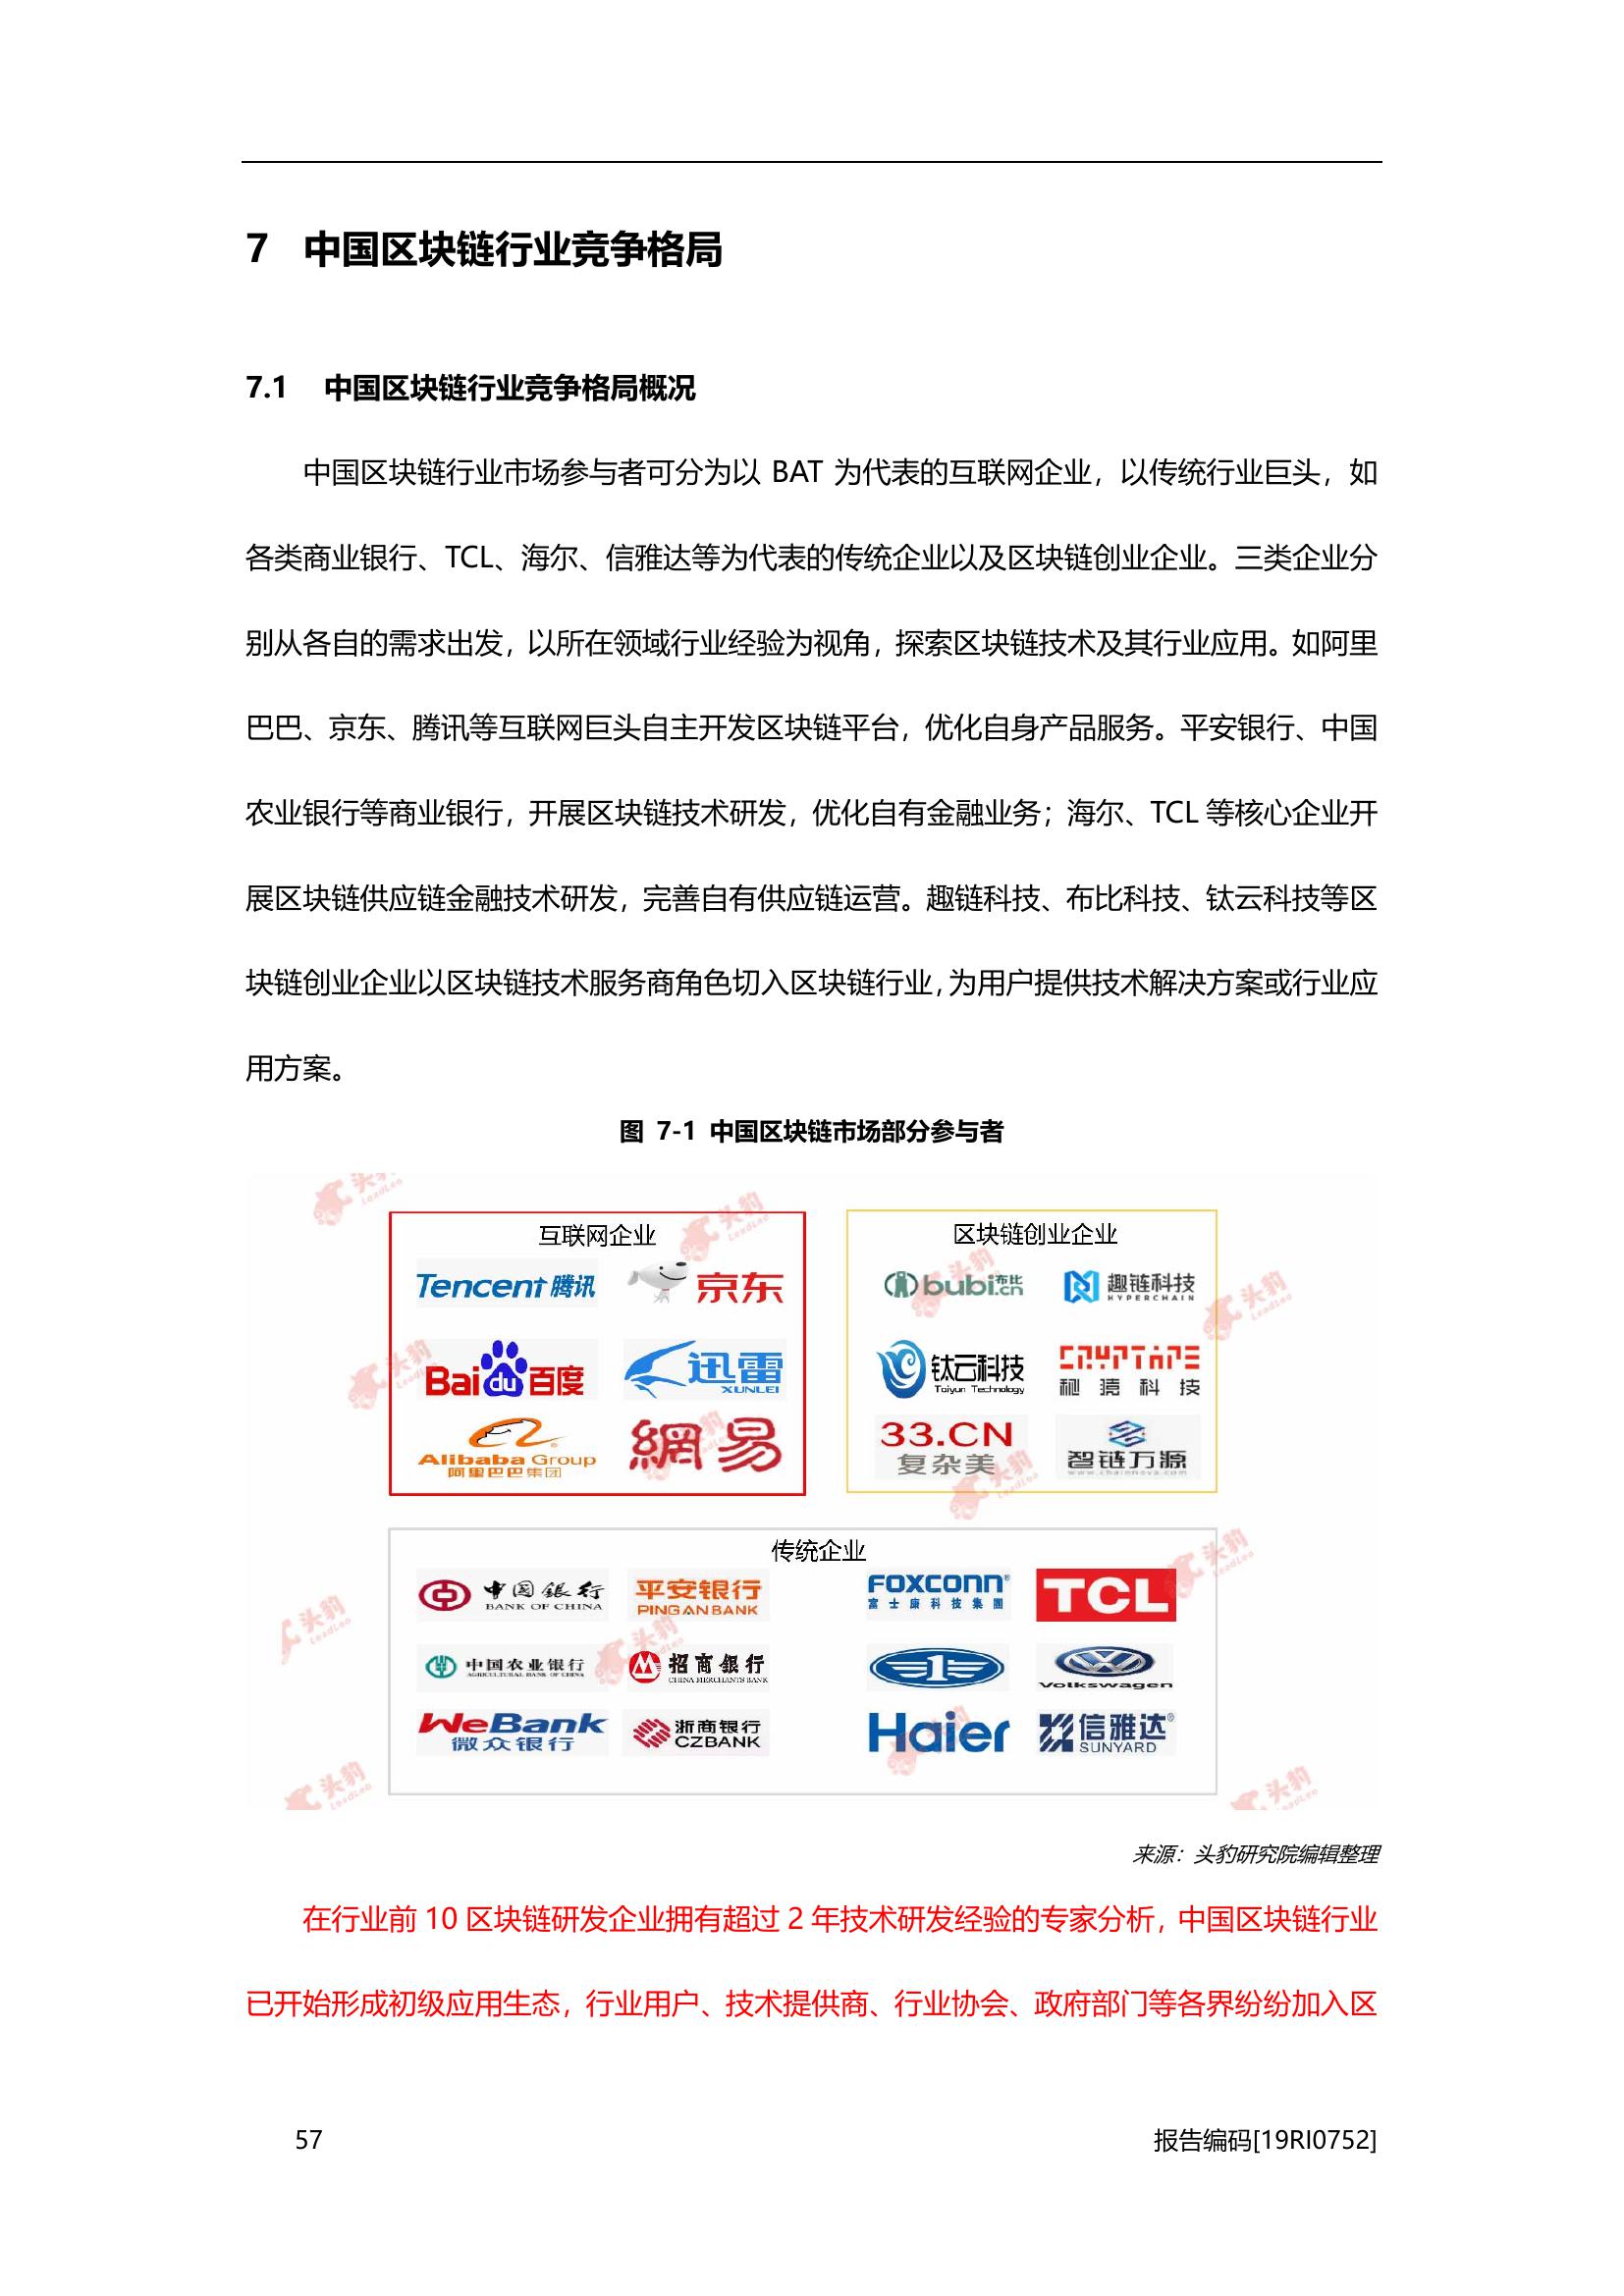 7 中国区块链行业竞争格局
7.1 中国区块链行业竞争格局概况
中国区块链行业市场参与者可分为以 BAT 为代表的互联网企业，以传统行业巨头，如
各类商业银行、TCL、海尔、信雅达等为代表的传统企业以及区块链创业企业。三类企业分
别从各自的需求出发，以所在领域行业经验为视角，探索区块链技术及其行业应用。如阿里
巴巴、京东、腾讯等互联网巨头自主开发区块链平台，优化自身产品服务。平安银行、中国
农业银行等商业银行，开展区块链技术研发，优化自有金融业务；海尔、TCL 等核心企业开
展区块链供应链金融技术研发，完善自有供应链运营。趣链科技、布比科技、钛云科技等区
块链创业企业以区块链技术服务商角色切入区块链行业，为用户提供技术解决方案或行业应
用方案。
图 7-1 中国区块链市场部分参与者
互联网企业
Tencent 腾讯 京东
Bai du 百度 迅雷
XUNLEI
Alibaba Group 網易
阿里巴巴集团
区块链创业企业
bubi.cn 布比 趣链科技
HYPERCHAIN
钛云科技 CRYPTAPE
Taiyun Technology 秘猿科技
33.CN 智链万源
复杂美 www.chainnova.com
传统企业
中国銀行 平安银行 FOXCONN® TCL
BANK OF CHINA PINGAN BANK 富士康科技集团
中国农业银行 招商银行 1 Volkswagen
AGRICULTURAL BANK OF CHINA CHINA MERCHANTS BANK
WeBank 浙商银行 Haier 信雅达®
微众银行 CZBANK SUNYARD
头豹 LeadLeo
来源：头豹研究院编辑整理
在行业前 10 区块链研发企业拥有超过 2 年技术研发经验的专家分析，中国区块链行业
已开始形成初级应用生态，行业用户、技术提供商、行业协会、政府部门等各界纷纷加入区
57 报告编码[19RI0752]